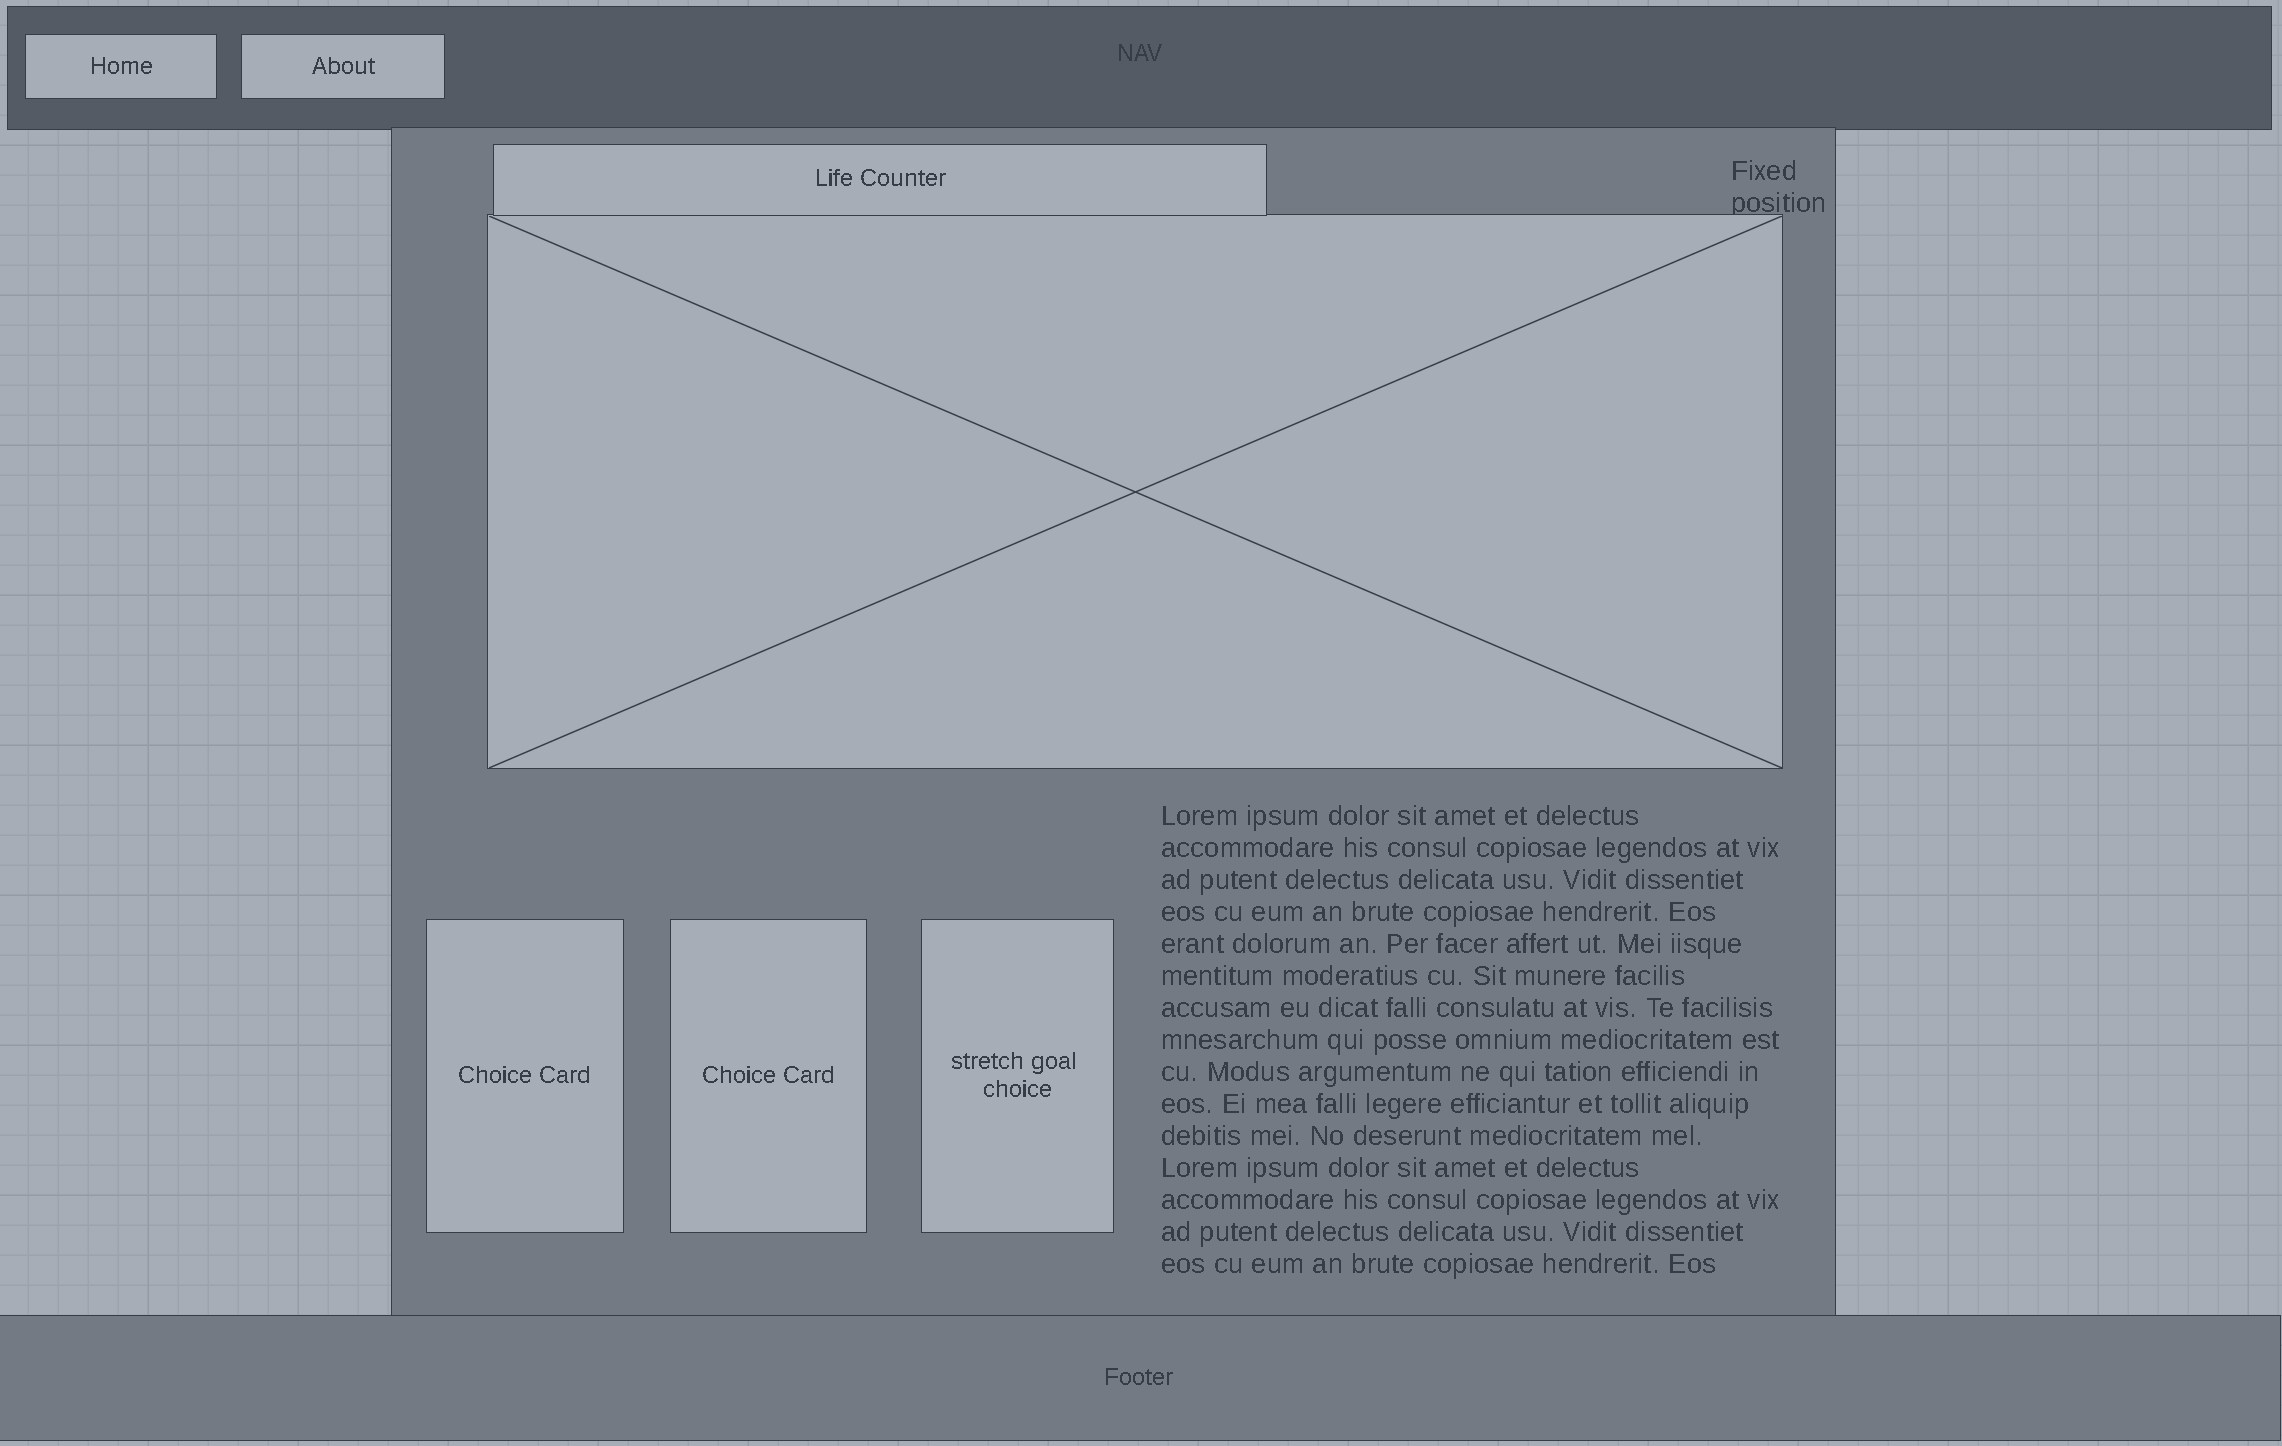 NAV
Home
About
Life Counter
Fixed
position
Lorem ipsum dolor sit amet et delectus
accommodare his consul copiosae legendos at vix
ad putent delectus delicata usu. Vidit dissentiet
eos cu eum an brute copiosae hendrerit. Eos
erant dolorum an. Per facer affert ut. Mei iisque
mentitum moderatius cu. Sit munere facilis
accusam eu dicat falli consulatu at vis. Te facilisis
mnesarchum qui posse omnium mediocritatem est
cu. Modus argumentum ne qui tation efficiendi in
eos. Ei mea falli legere efficiantur et tollit aliquip
debitis mei. No deserunt mediocritatem mel.
Lorem ipsum dolor sit amet et delectus
accommodare his consul copiosae legendos at vix
ad putent delectus delicata usu. Vidit dissentiet
eos cu eum an brute copiosae hendrerit. Eos
Choice Card
Choice Card
stretch goal
choice
Footer